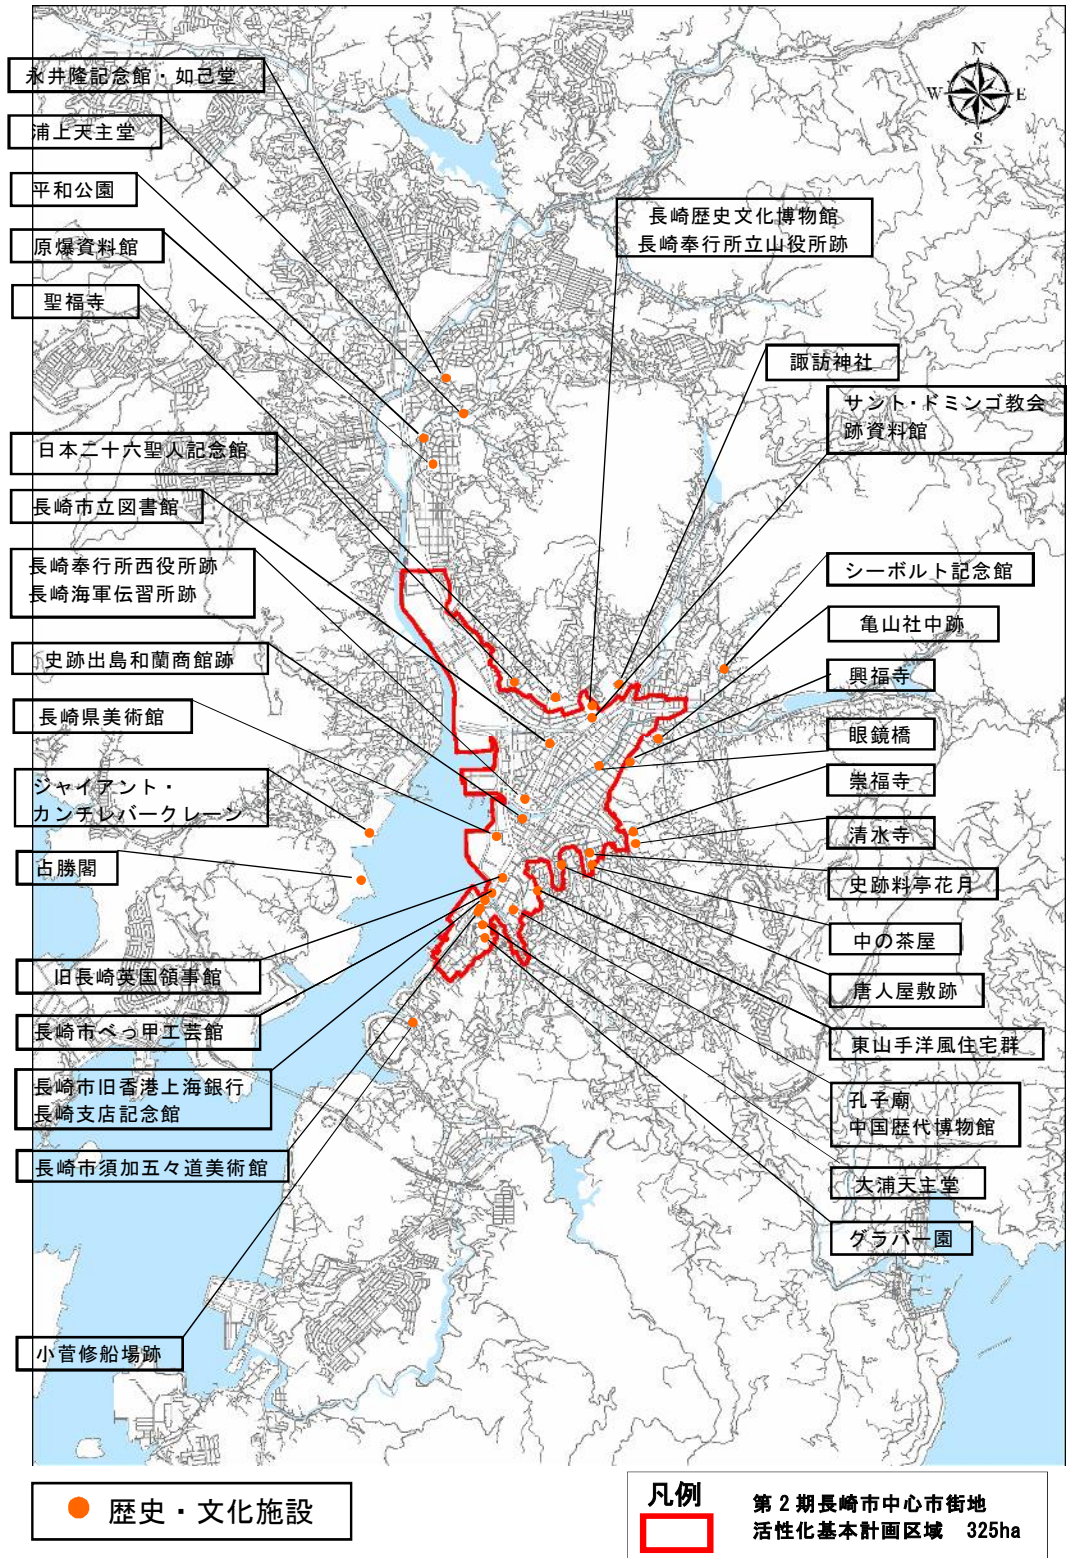 永井隆記念館・如己堂
浦上天主堂
平和公園
原爆資料館
聖福寺
日本二十六聖人記念館
長崎市立図書館
長崎奉行所西役所跡
長崎海軍伝習所跡
史跡出島和蘭商館跡
長崎県美術館
ジャイアント・
カンチレバークレーン
占勝閣
旧長崎英国領事館
長崎市べっ甲工芸館
長崎市旧香港上海銀行
長崎支店記念館
長崎市須加五々道美術館
小菅修船場跡
N
W
E
S
長崎歴史文化博物館
長崎奉行所立山役所跡
諏訪神社
サント・ドミンゴ教会
跡資料館
シーボルト記念館
亀山社中跡
興福寺
眼鏡橋
崇福寺
清水寺
史跡料亭花月
中の茶屋
唐人屋敷跡
東山手洋風住宅群
孔子廟
中国歴代博物館
大浦天主堂
グラバー園
歴史・文化施設
凡例
第2期長崎市中心市街地
活性化基本計画区域 325ha